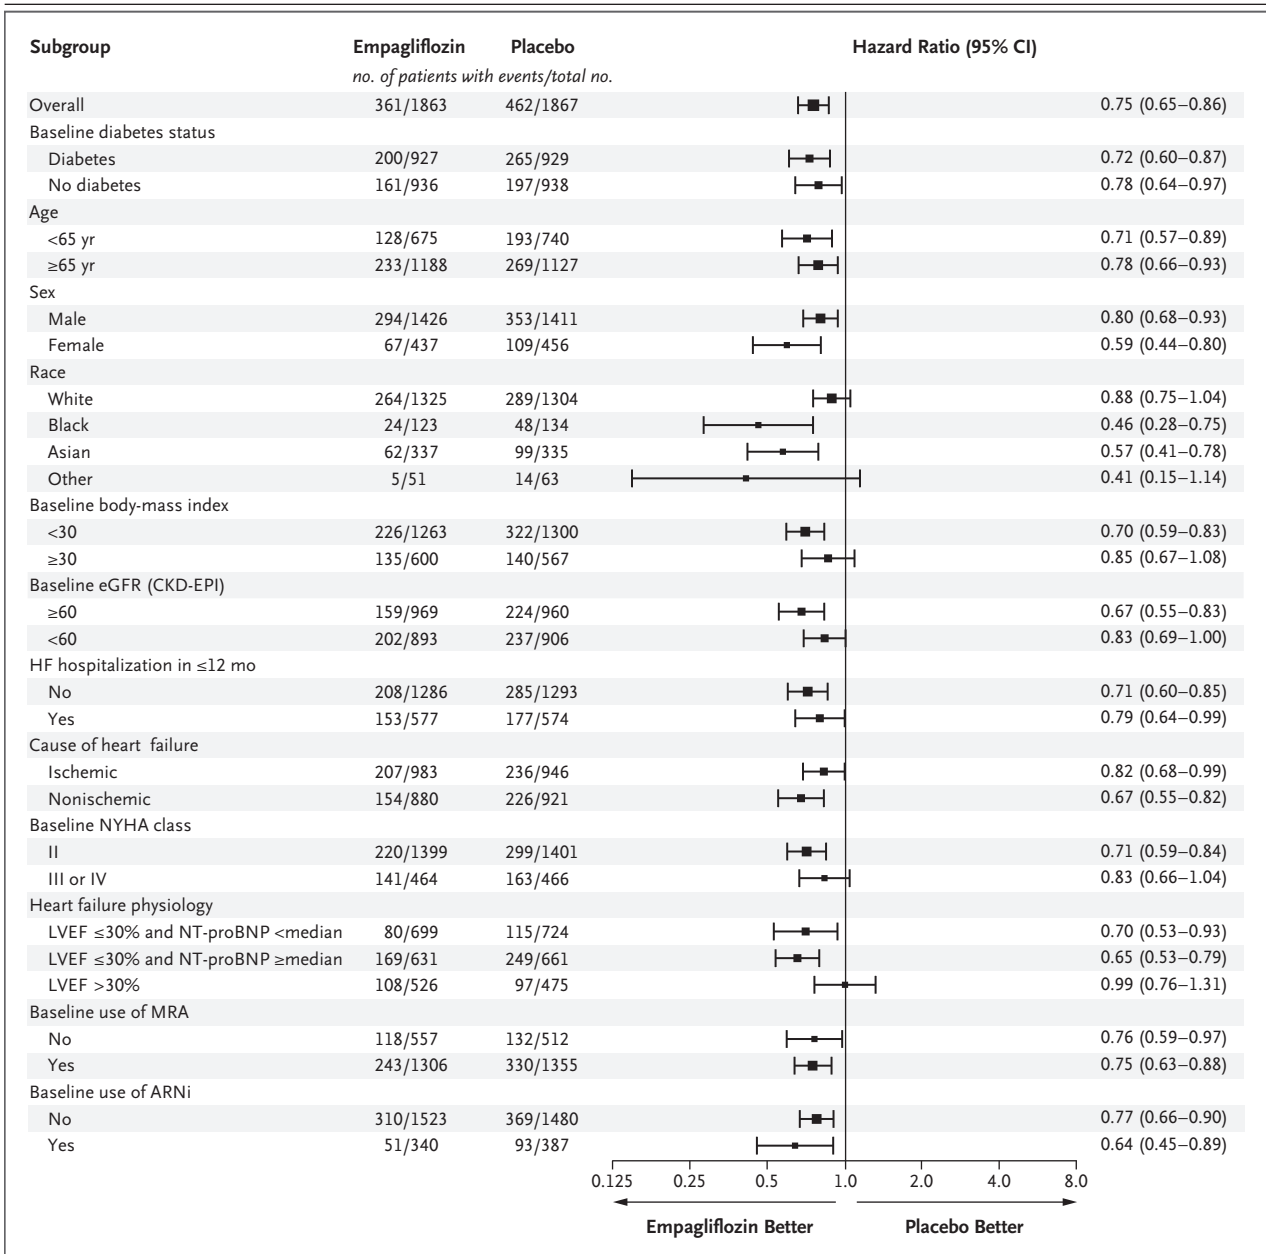 Subgroup Empagliflozin Placebo Hazard Ratio (95% CI)
no. of patients with events/total no.
Overall 361/1863 462/1867 0.75 (0.65–0.86)
Baseline diabetes status
Diabetes 200/927 265/929 0.72 (0.60–0.87)
No diabetes 161/936 197/938 0.78 (0.64–0.97)
Age
<65 yr 128/675 193/740 0.71 (0.57–0.89)
≥65 yr 233/1188 269/1127 0.78 (0.66–0.93)
Sex
Male 294/1426 353/1411 0.80 (0.68–0.93)
Female 67/437 109/456 0.59 (0.44–0.80)
Race
White 264/1325 289/1304 0.88 (0.75–1.04)
Black 24/123 48/134 0.46 (0.28–0.75)
Asian 62/337 99/335 0.57 (0.41–0.78)
Other 5/51 14/63 0.41 (0.15–1.14)
Baseline body-mass index
<30 226/1263 322/1300 0.70 (0.59–0.83)
≥30 135/600 140/567 0.85 (0.67–1.08)
Baseline eGFR (CKD-EPI)
≥60 159/969 224/960 0.67 (0.55–0.83)
<60 202/893 237/906 0.83 (0.69–1.00)
HF hospitalization in ≤12 mo
No 208/1286 285/1293 0.71 (0.60–0.85)
Yes 153/577 177/574 0.79 (0.64–0.99)
Cause of heart failure
Ischemic 207/983 236/946 0.82 (0.68–0.99)
Nonischemic 154/880 226/921 0.67 (0.55–0.82)
Baseline NYHA class
II 220/1399 299/1401 0.71 (0.59–0.84)
III or IV 141/464 163/466 0.83 (0.66–1.04)
Heart failure physiology
LVEF ≤30% and NT-proBNP <median 80/699 115/724 0.70 (0.53–0.93)
LVEF ≤30% and NT-proBNP ≥median 169/631 249/661 0.65 (0.53–0.79)
LVEF >30% 108/526 97/475 0.99 (0.76–1.31)
Baseline use of MRA
No 118/557 132/512 0.76 (0.59–0.97)
Yes 243/1306 330/1355 0.75 (0.63–0.88)
Baseline use of ARNi
No 310/1523 369/1480 0.77 (0.66–0.90)
Yes 51/340 93/387 0.64 (0.45–0.89)
0.125 0.25 0.5 1.0 2.0 4.0 8.0
Empagliflozin Better Placebo Better